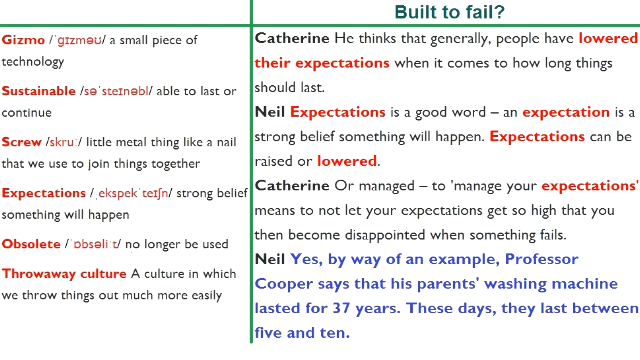 Built to fail?
Gizmo /ˈɡɪzməʊ/ a small piece of
technology
Sustainable /səˈsteɪnəbl/ able to last or
continue
Screw /skruː/ little metal thing like a nail
that we use to join things together
Expectations /ˌekspekˈteɪʃn/ strong belief
something will happen
Obsolete /ˈɒbsəliːt/ no longer be used
Throwaway culture A culture in which
we throw things out much more easily
Catherine He thinks that generally, people have lowered
their expectations when it comes to how long things
should last.
Neil Expectations is a good word – an expectation is a
strong belief something will happen. Expectations can be
raised or lowered.
Catherine Or managed – to 'manage your expectations'
means to not let your expectations get so high that you
then become disappointed when something fails.
Neil Yes, by way of an example, Professor
Cooper says that his parents' washing machine
lasted for 37 years. These days, they last between
five and ten.